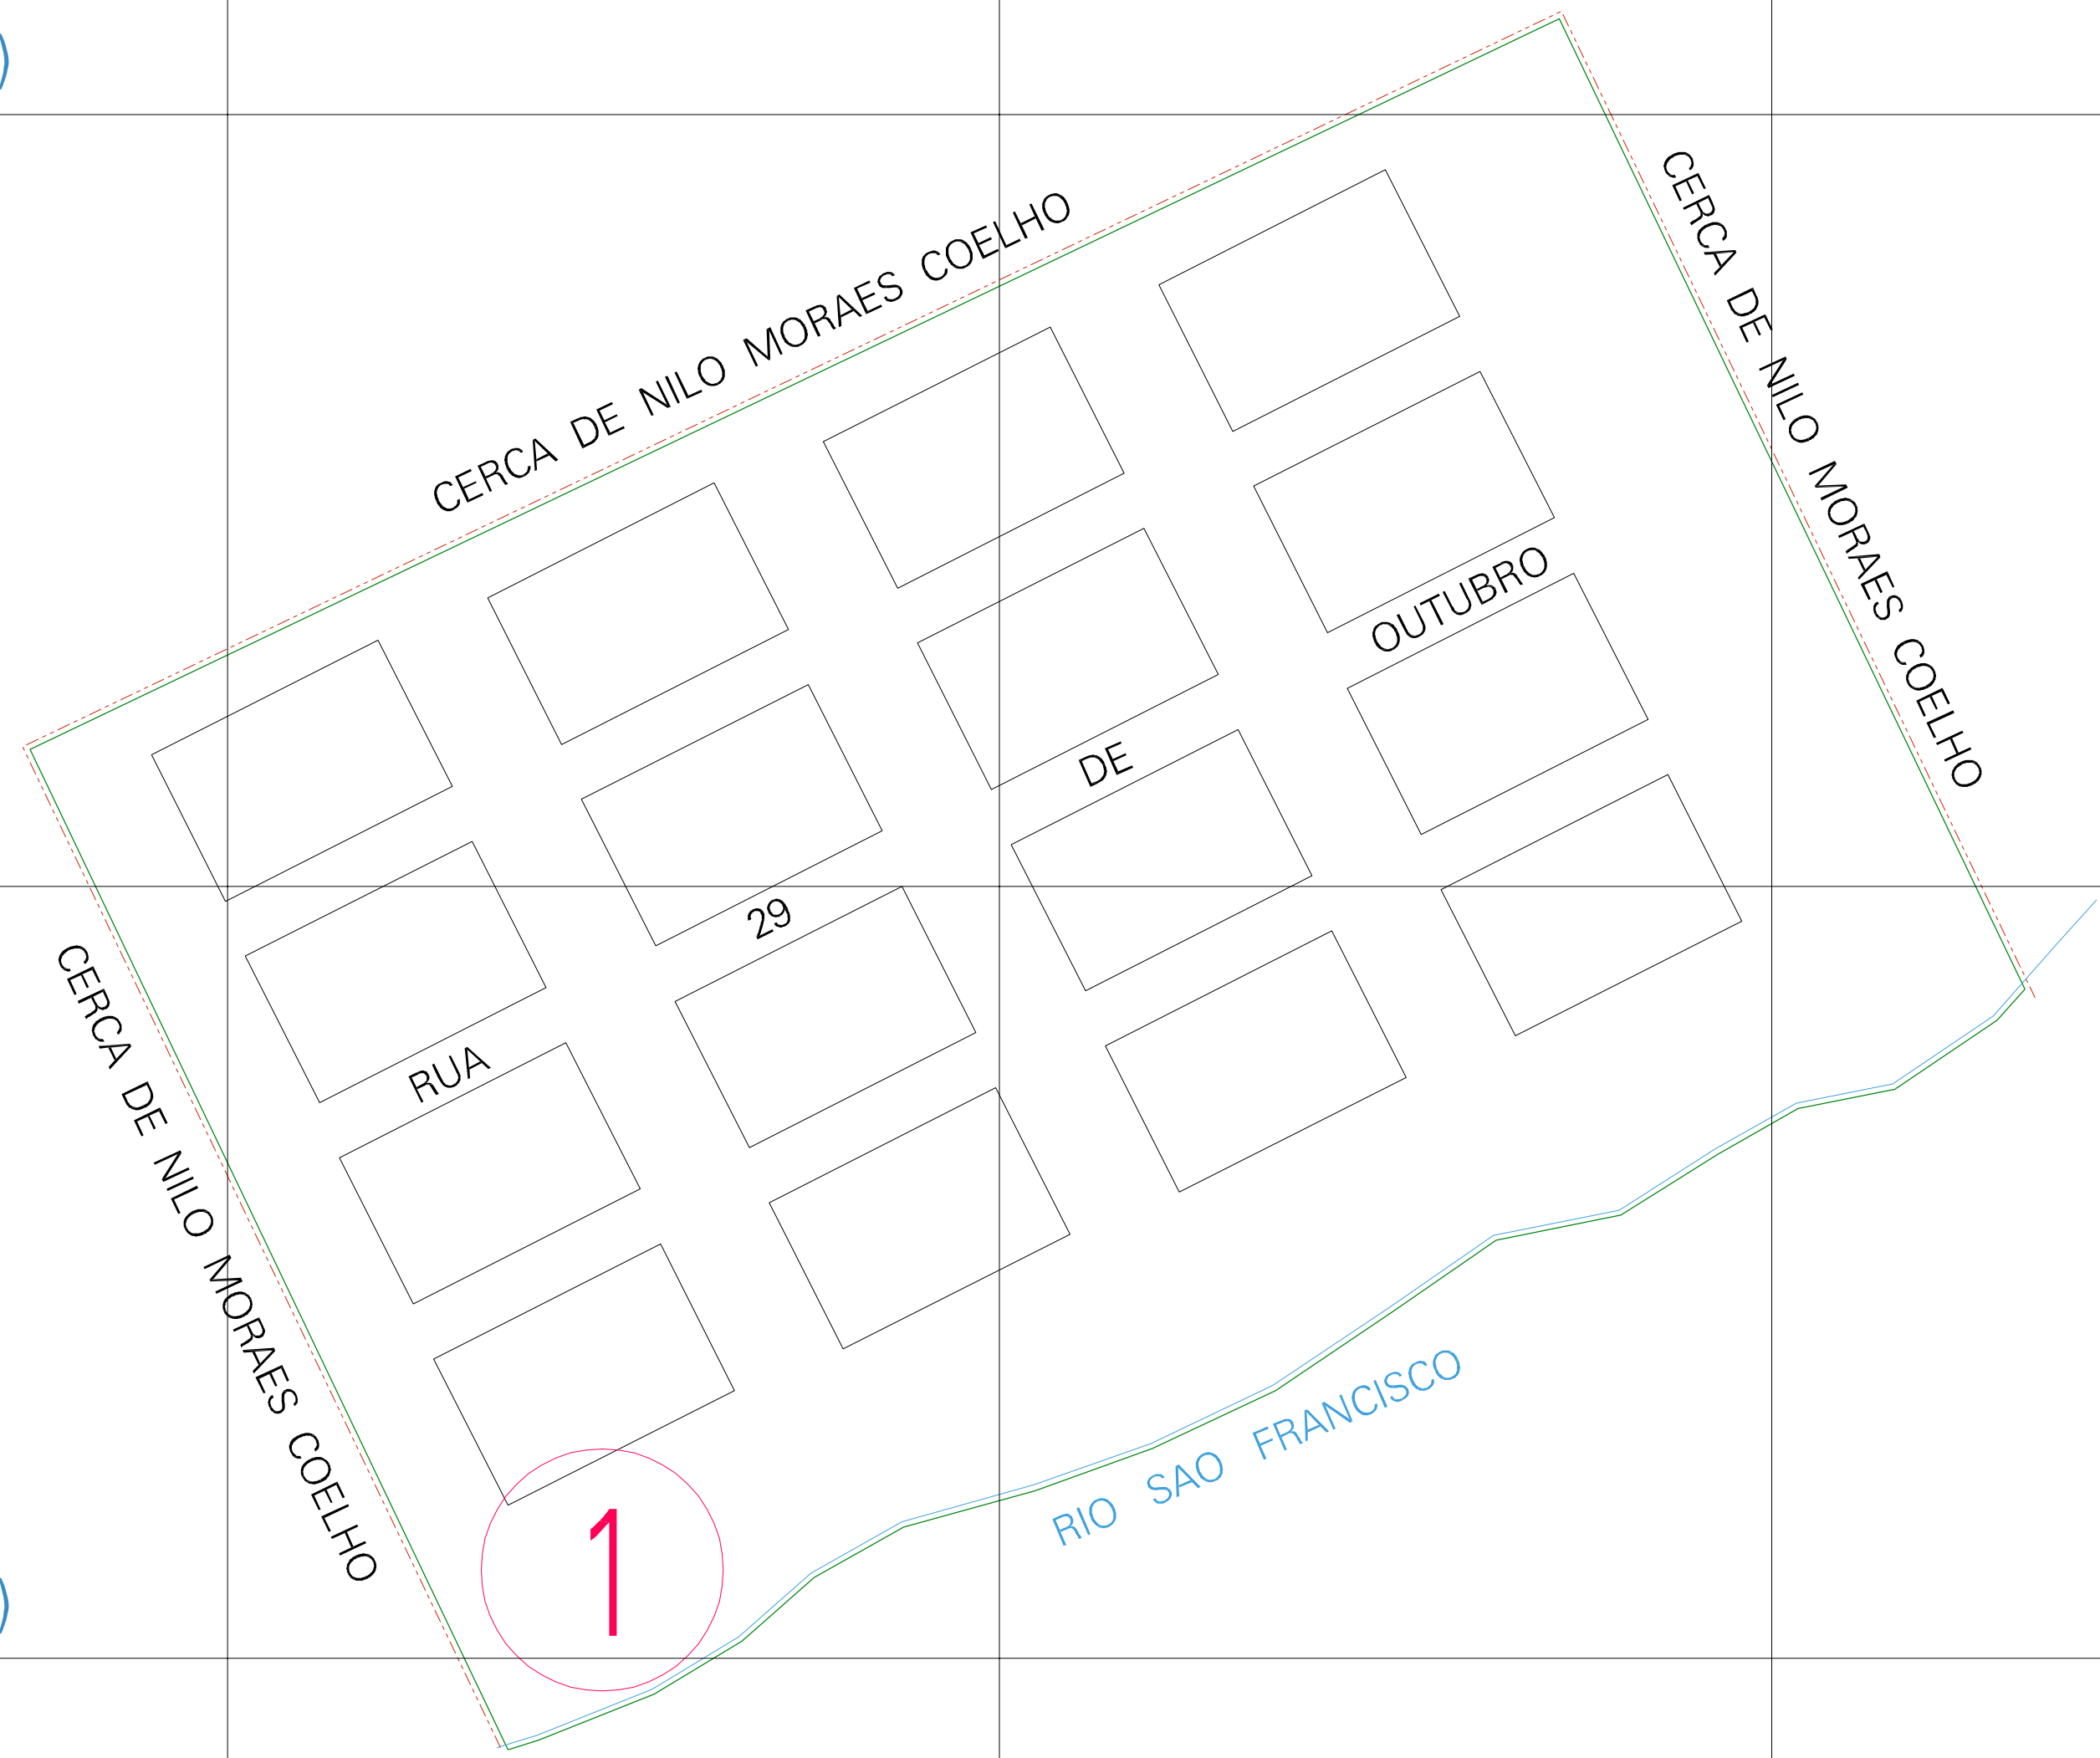 CERCA DE NILO MORAES COELHO
CERCA DE NILO MORAES COELHO
RUA 29 DE OUTUBRO
CERCA DE NILO MORAES COELHO
RIO SAO FRANCISCO
1